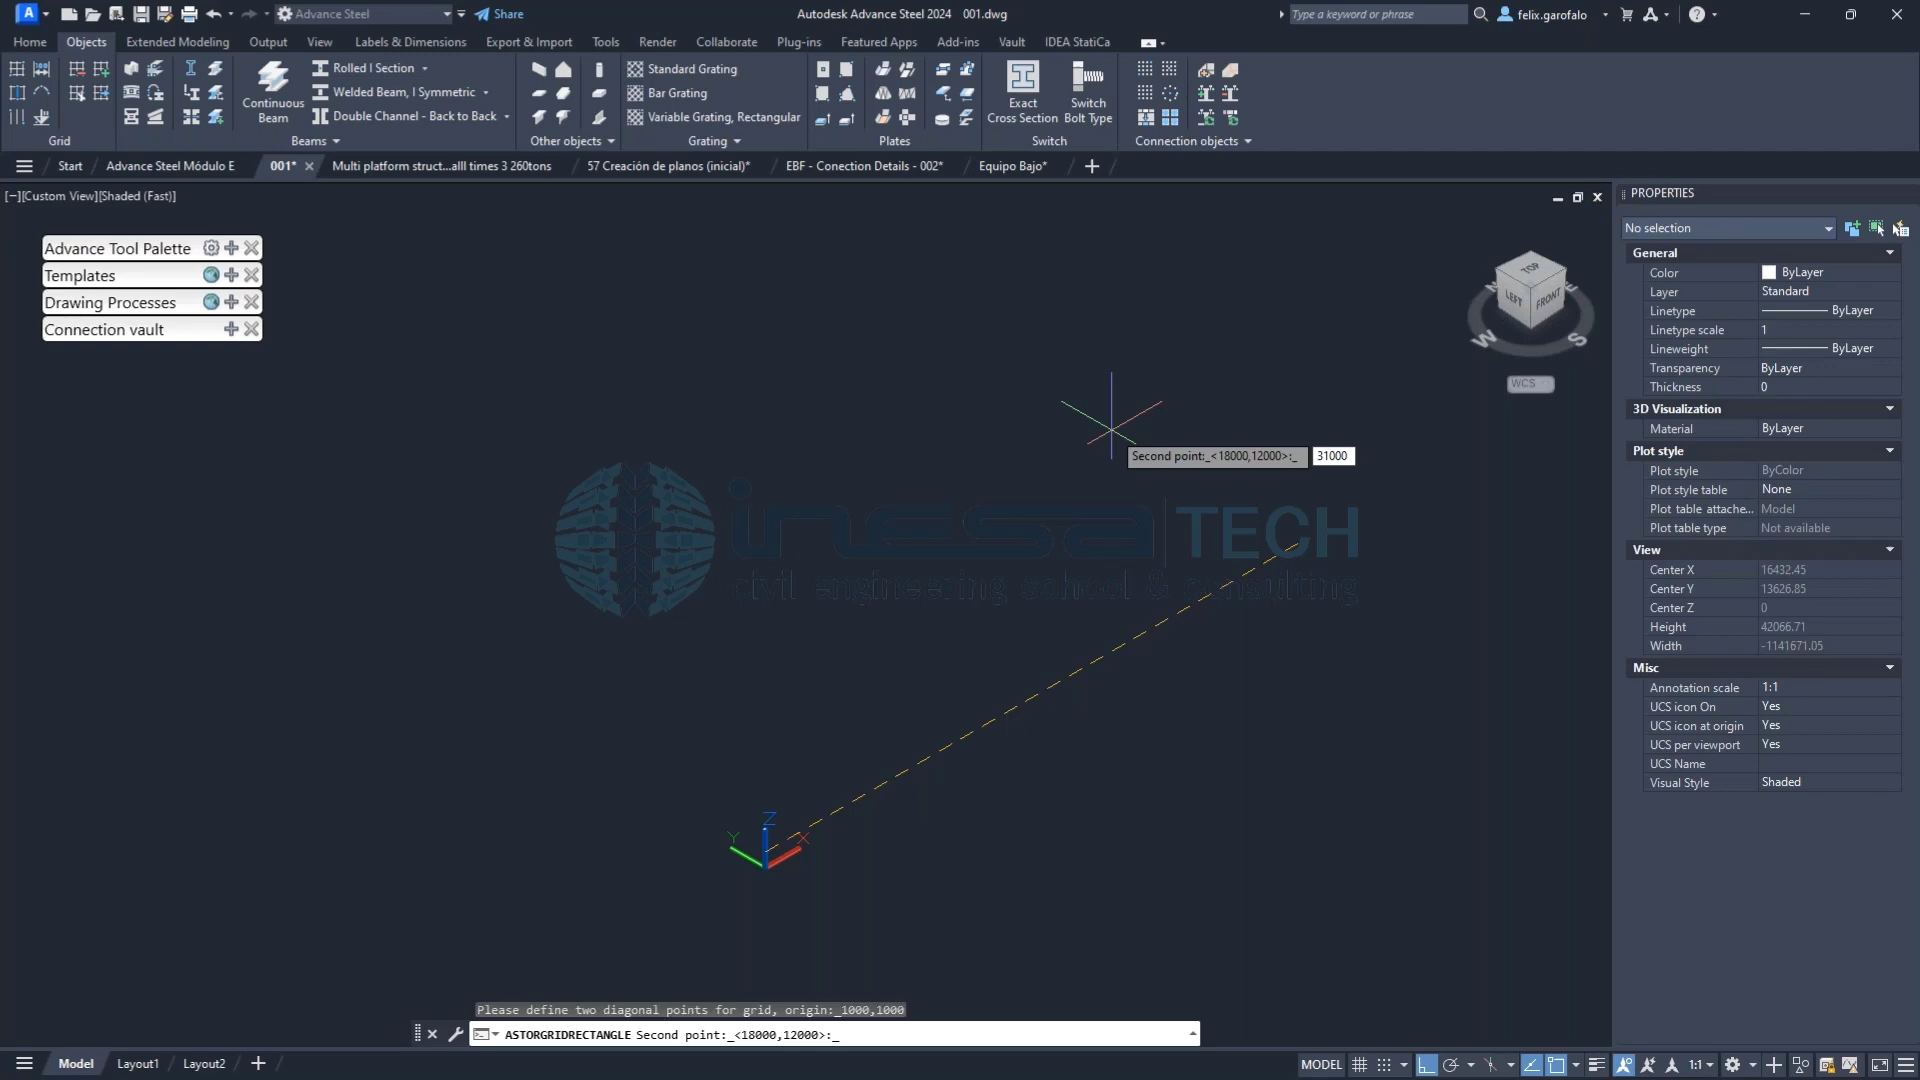 Advance Steel
Share
Autodesk Advance Steel 2024 001.dwg
Type a keyword or phrase
felix.garofalo
Home Objects Extended Modeling Output View Labels & Dimensions Export & Import Tools Render Collaborate Plug-ins Featured Apps Add-ins Vault IDEA StatiCa
Rolled I Section
Welded Beam, I Symmetric
Double Channel - Back to Back
Continuous
Beam
Standard Grating
Bar Grating
Variable Grating, Rectangular
Exact
Cross Section
Switch
Bolt Type
Grid Beams Other objects Grating Plates Switch Connection objects
Start Advance Steel Módulo E 001* Multi platform struct...alll times 3 260tons 57 Creación de planos (inicial)* EBF - Conection Details - 002* Equipo Bajo*
[−][Custom View][Shaded (Fast)]
Advance Tool Palette
Templates
Drawing Processes
Connection vault
TOP
LEFT
FRONT
N
E
W
S
WCS
Second point:_<18000,12000>:_ 31000
inesa TECH
civil engineering school & consulting
Z
Y
X
PROPERTIES
No selection
General
Color ByLayer
Layer Standard
Linetype ByLayer
Linetype scale 1
Lineweight ByLayer
Transparency ByLayer
Thickness 0
3D Visualization
Material ByLayer
Plot style
Plot style ByColor
Plot style table None
Plot table attache... Model
Plot table type Not available
View
Center X 16432.45
Center Y 13626.85
Center Z 0
Height 42066.71
Width -1141671.05
Misc
Annotation scale 1:1
UCS icon On Yes
UCS icon at origin Yes
UCS per viewport Yes
UCS Name
Visual Style Shaded
Please define two diagonal points for grid, origin:_1000,1000
ASTORGRIDRECTANGLE Second point:_<18000,12000>:_
Model Layout1 Layout2
MODEL
1:1